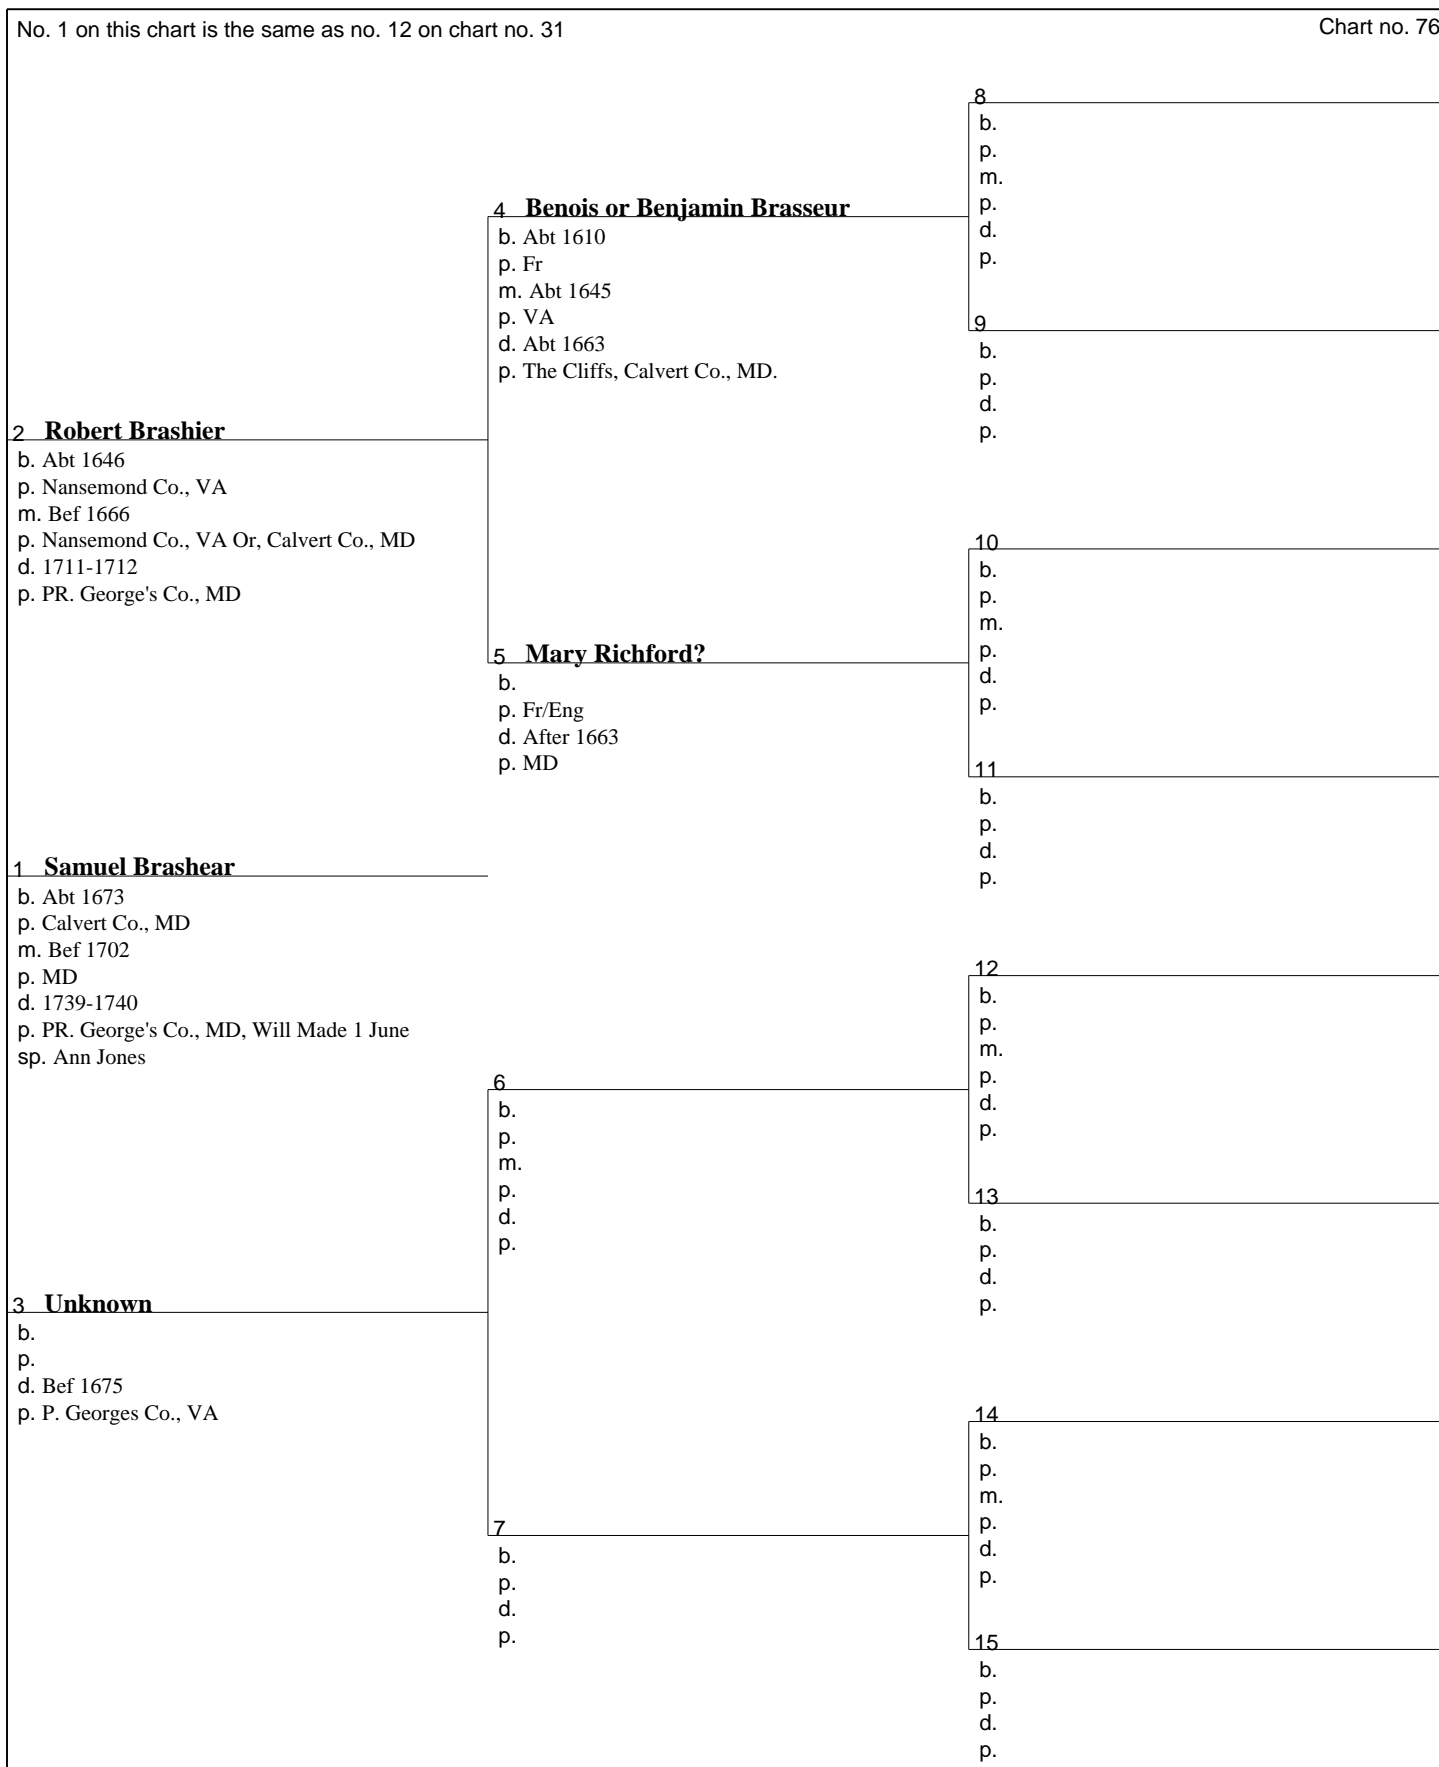 No. 1 on this chart is the same as no. 12 on chart no. 31
Chart no. 76
8
b.
p.
m.
p.
d.
p.
4 Benois or Benjamin Brasseur
b. Abt 1610
p. Fr
m. Abt 1645
p. VA
d. Abt 1663
p. The Cliffs, Calvert Co., MD.
9
b.
p.
d.
p.
2 Robert Brashier
b. Abt 1646
p. Nansemond Co., VA
m. Bef 1666
p. Nansemond Co., VA Or, Calvert Co., MD
d. 1711-1712
p. PR. George's Co., MD
10
b.
p.
m.
p.
d.
p.
5 Mary Richford?
b.
p. Fr/Eng
d. After 1663
p. MD
11
b.
p.
d.
p.
1 Samuel Brashear
b. Abt 1673
p. Calvert Co., MD
m. Bef 1702
p. MD
d. 1739-1740
p. PR. George's Co., MD, Will Made 1 June
sp. Ann Jones
12
b.
p.
m.
p.
d.
p.
6
b.
p.
m.
p.
d.
p.
13
b.
p.
d.
p.
3 Unknown
b.
p.
d. Bef 1675
p. P. Georges Co., VA
14
b.
p.
m.
p.
d.
p.
7
b.
p.
d.
p.
15
b.
p.
d.
p.